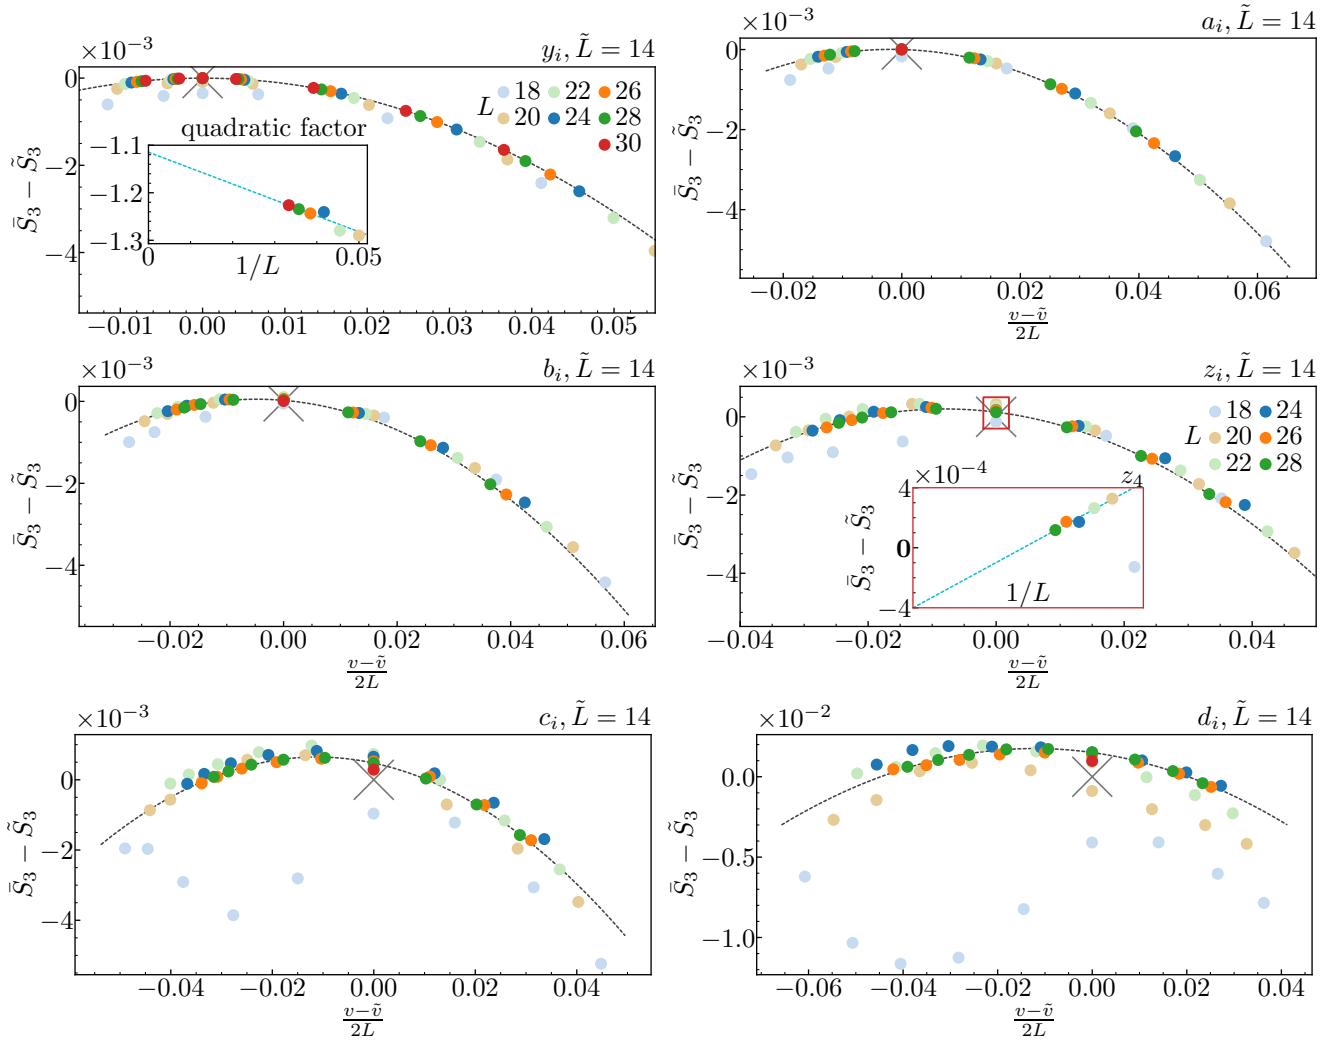 ×10⁻³
y_i, L̃ = 14
0
−2
−4
S̄₃ − S̃₃
L
18 22 26
20 24 28
30
quadratic factor
−1.1
−1.2
−1.3
0 1/L 0.05
−0.01 0.00 0.01 0.02 0.03 0.04 0.05
×10⁻³
a_i, L̃ = 14
0
−2
−4
S̄₃ − S̃₃
−0.02 0.00 0.02 0.04 0.06
v−ṽ
2L
×10⁻³
b_i, L̃ = 14
0
−2
−4
S̄₃ − S̃₃
−0.02 0.00 0.02 0.04 0.06
v−ṽ
2L
×10⁻³
z_i, L̃ = 14
0
−2
−4
S̄₃ − S̃₃
L
18 24
20 26
22 28
×10⁻⁴
z₄
4
0
−4
S̄₃ − S̃₃
1/L
−0.04 −0.02 0.00 0.02 0.04
v−ṽ
2L
×10⁻³
c_i, L̃ = 14
0
−2
−4
S̄₃ − S̃₃
−0.04 −0.02 0.00 0.02 0.04
v−ṽ
2L
×10⁻²
d_i, L̃ = 14
0.0
−0.5
−1.0
S̄₃ − S̃₃
−0.06 −0.04 −0.02 0.00 0.02 0.04
v−ṽ
2L